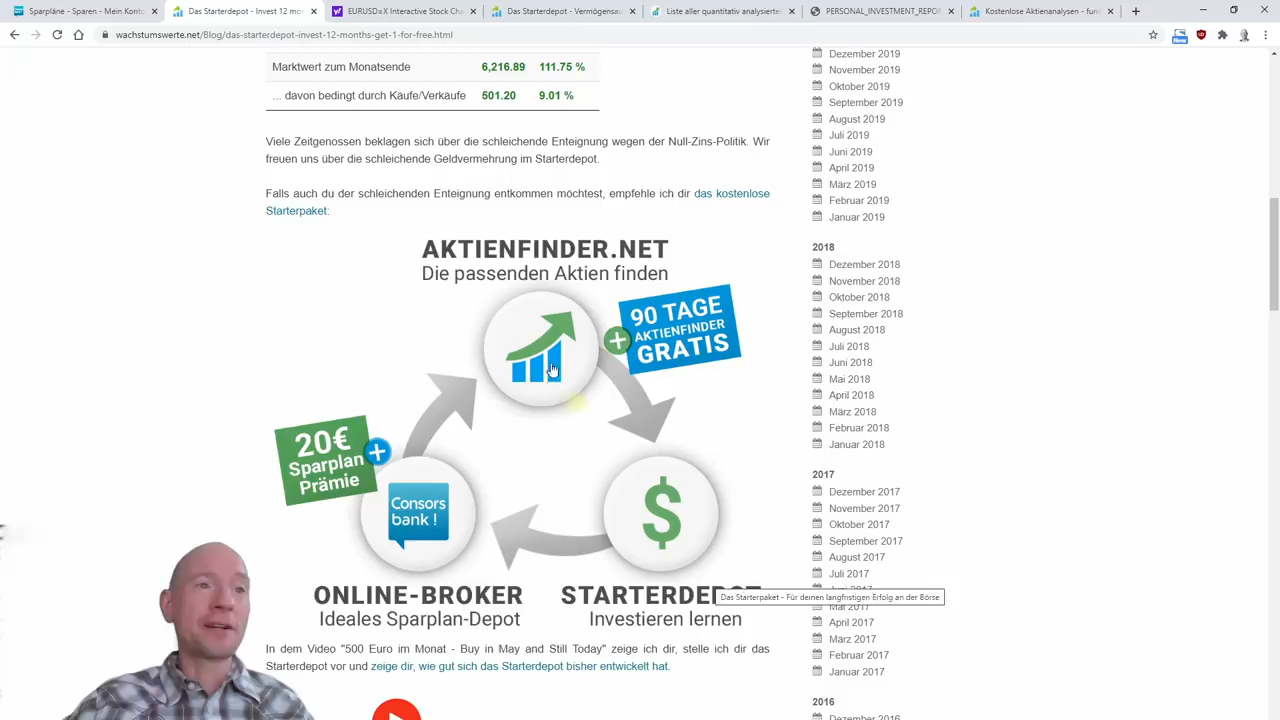 Sparpläne - Sparen - Mein Konto
Das Starterdepot - Invest 12 mo
EURUSD=X Interactive Stock Cha
Das Starterdepot - Vermögensau
Liste aller quantitativ analysierte
PERSONAL_INVESTMENT_REPOR
Kostenlose Aktienanalysen - fun
wachstumswerte.net/Blog/das-starterdepot-invest-12-months-get-1-for-free.html
New
Marktwert zum Monatsende 6,216.89 111.75 %
... davon bedingt durch Käufe/Verkäufe 501.20 9.01 %
Viele Zeitgenossen beklagen sich über die schleichende Enteignung wegen der Null-Zins-Politik. Wir
freuen uns über die schleichende Geldvermehrung im Starterdepot.
Falls auch du der schleichenden Enteignung entkommen möchtest, empfehle ich dir das kostenlose
Starterpaket:
AKTIENFINDER.NET
Die passenden Aktien finden
90 TAGE
AKTIENFINDER
GRATIS
20€
Sparplan
Prämie
Consors
bank !
$
ONLINE-BROKER
Ideales Sparplan-Depot
STARTERDEPOT
Investieren lernen
Das Starterpaket - Für deinen langfristigen Erfolg an der Börse
In dem Video "500 Euro im Monat - Buy in May and Still Today" zeige ich dir, stelle ich dir das
Starterdepot vor und zeige dir, wie gut sich das Starterdepot bisher entwickelt hat.
Dezember 2019
November 2019
Oktober 2019
September 2019
August 2019
Juli 2019
Juni 2019
April 2019
März 2019
Februar 2019
Januar 2019
2018
Dezember 2018
November 2018
Oktober 2018
September 2018
August 2018
Juli 2018
Juni 2018
Mai 2018
April 2018
März 2018
Februar 2018
Januar 2018
2017
Dezember 2017
November 2017
Oktober 2017
September 2017
August 2017
Juli 2017
Juni 2017
Mai 2017
April 2017
März 2017
Februar 2017
Januar 2017
2016
Dezember 2016